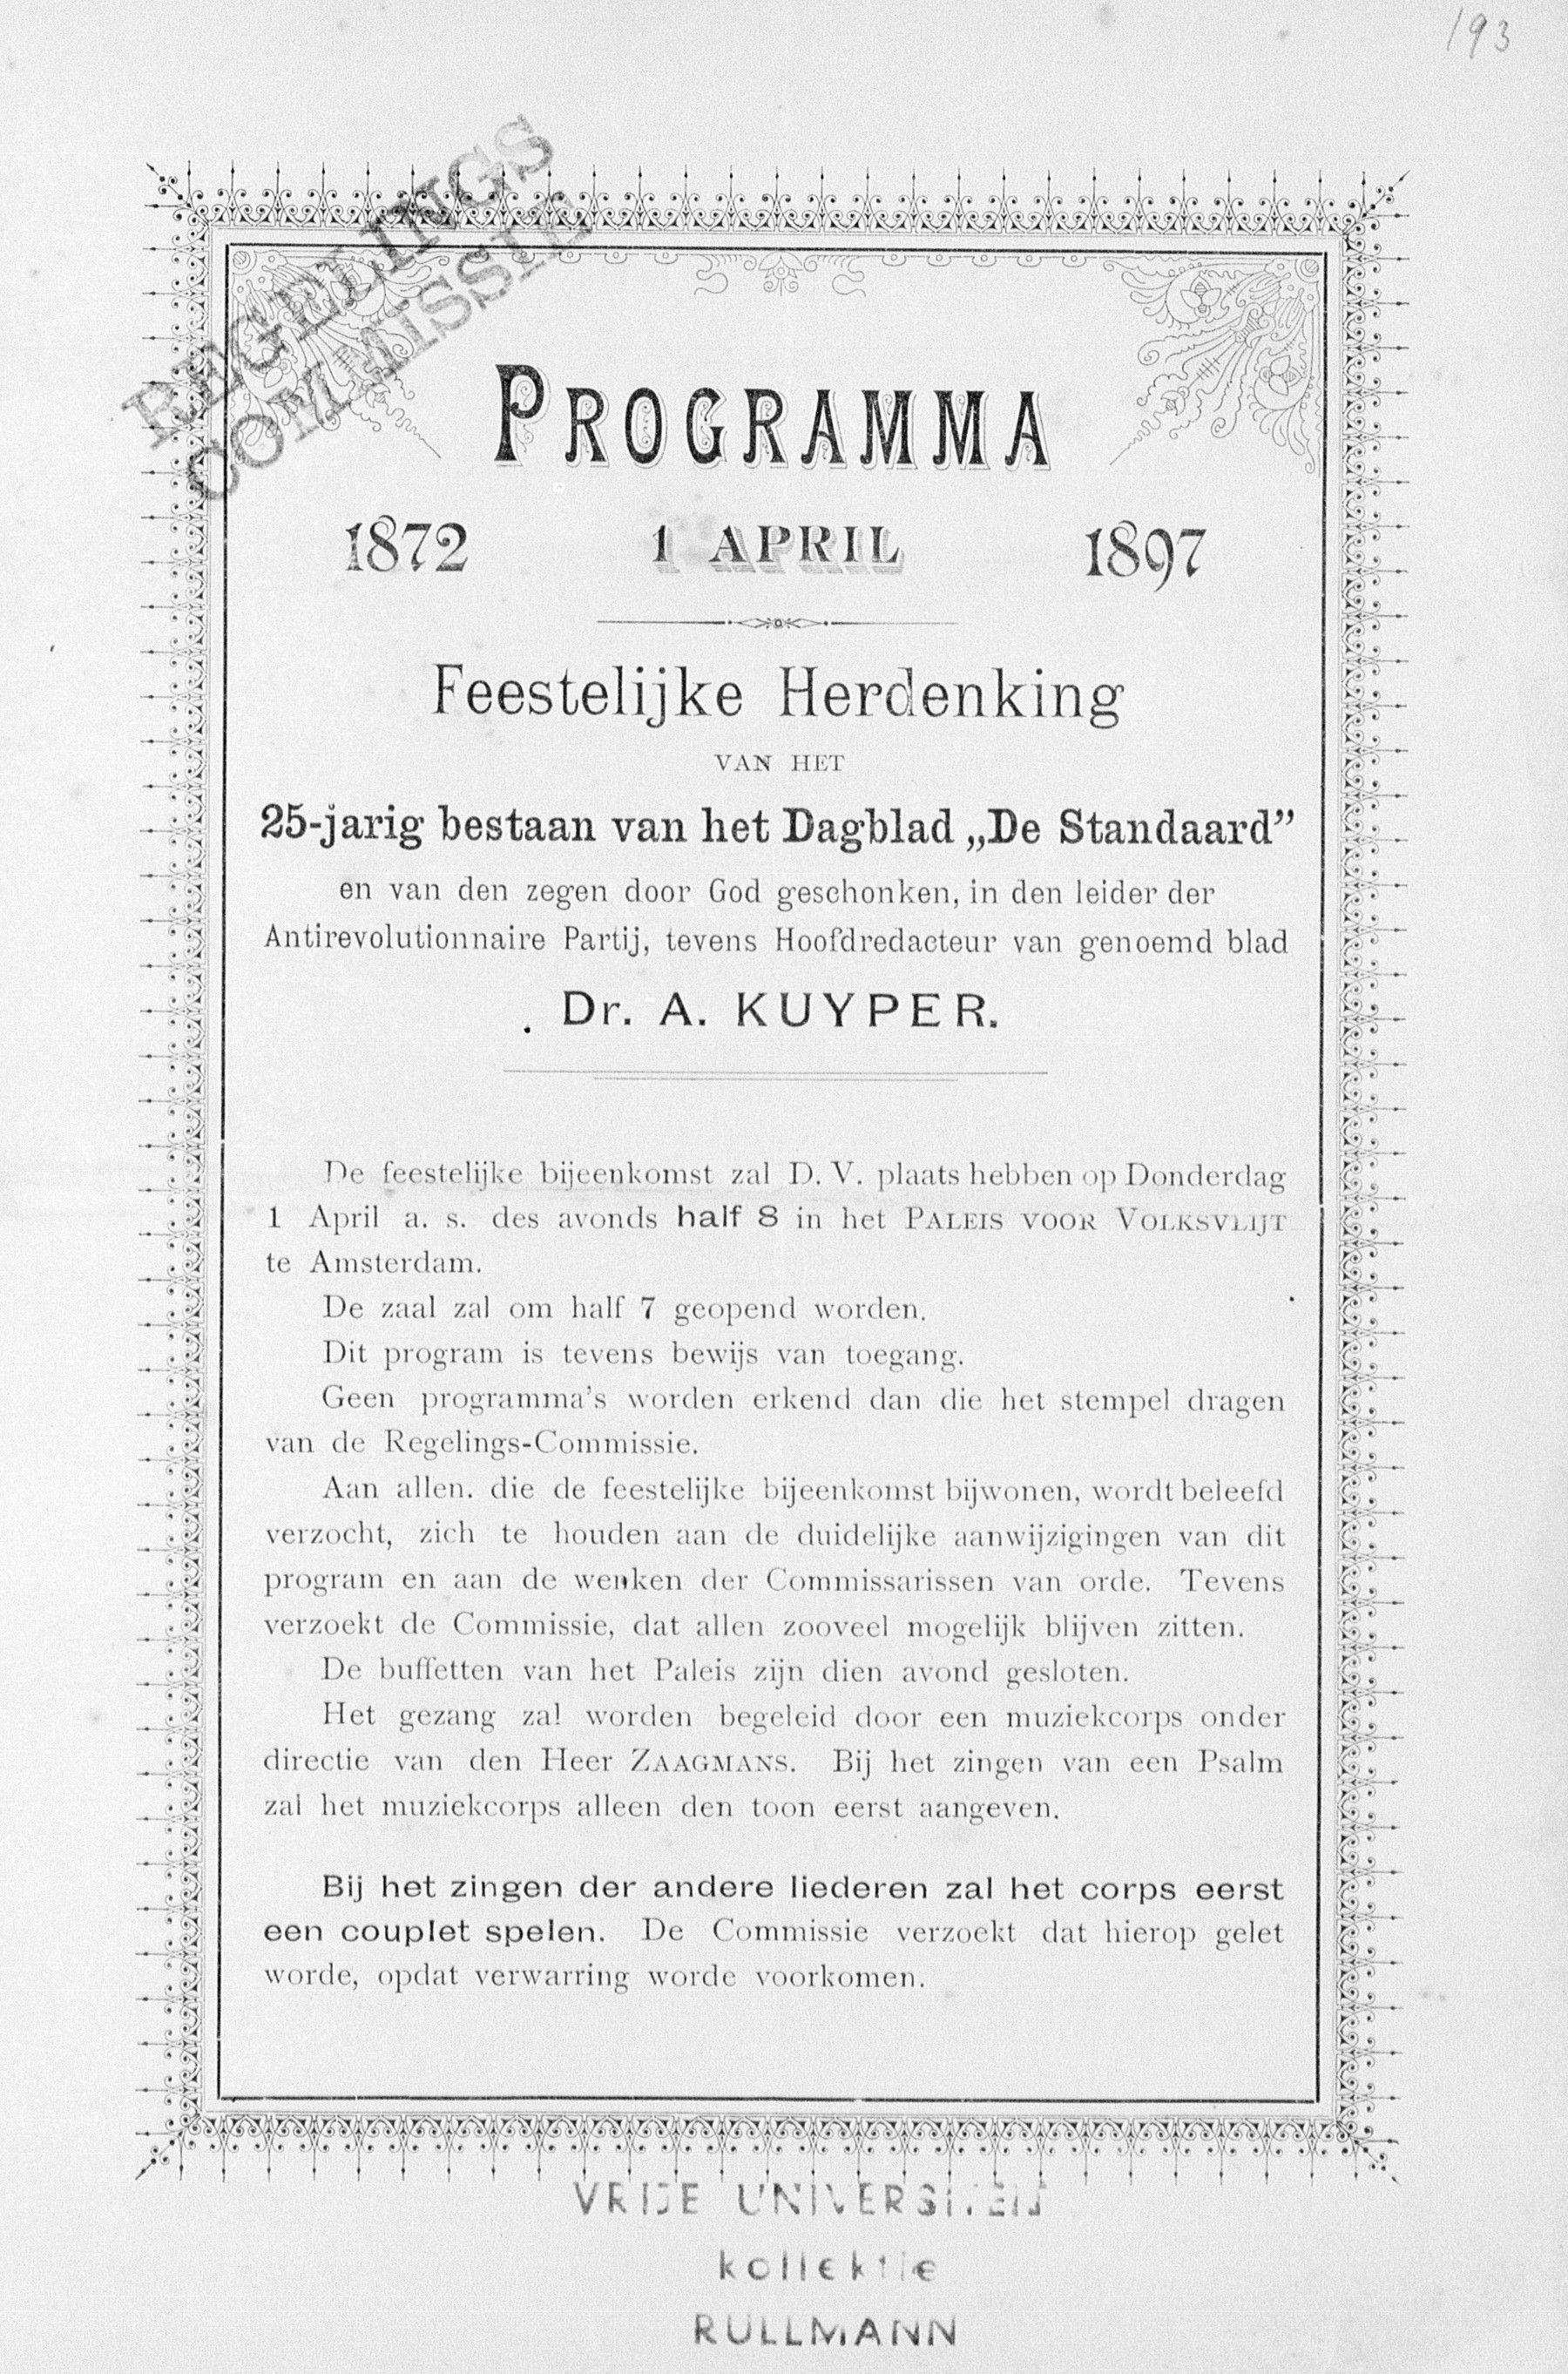 193
REGELINGS
COMMISSIE
PROGRAMMA
1872 1 APRIL 1897
Feestelijke Herdenking
VAN HET
25-jarig bestaan van het Dagblad „De Standaard”
en van den zegen door God geschonken, in den leider der
Antirevolutionnaire Partij, tevens Hoofdredacteur van genoemd blad
Dr. A. KUYPER.
De feestelijke bijeenkomst zal D. V. plaats hebben op Donderdag
1 April a. s. des avonds half 8 in het PALEIS VOOR VOLKSVLIJT
te Amsterdam.
De zaal zal om half 7 geopend worden.
Dit program is tevens bewijs van toegang.
Geen programma's worden erkend dan die het stempel dragen
van de Regelings-Commissie.
Aan allen. die de feestelijke bijeenkomst bijwonen, wordt beleefd
verzocht, zich te houden aan de duidelijke aanwijzigingen van dit
program en aan de wenken der Commissarissen van orde. Tevens
verzoekt de Commissie, dat allen zooveel mogelijk blijven zitten.
De buffetten van het Paleis zijn dien avond gesloten.
Het gezang zal worden begeleid door een muziekcorps onder
directie van den Heer ZAAGMANS. Bij het zingen van een Psalm
zal het muziekcorps alleen den toon eerst aangeven.
Bij het zingen der andere liederen zal het corps eerst
een couplet spelen. De Commissie verzoekt dat hierop gelet
worde, opdat verwarring worde voorkomen.
VRIJE UNIVERSITEIT
kollektie
RULLMANN